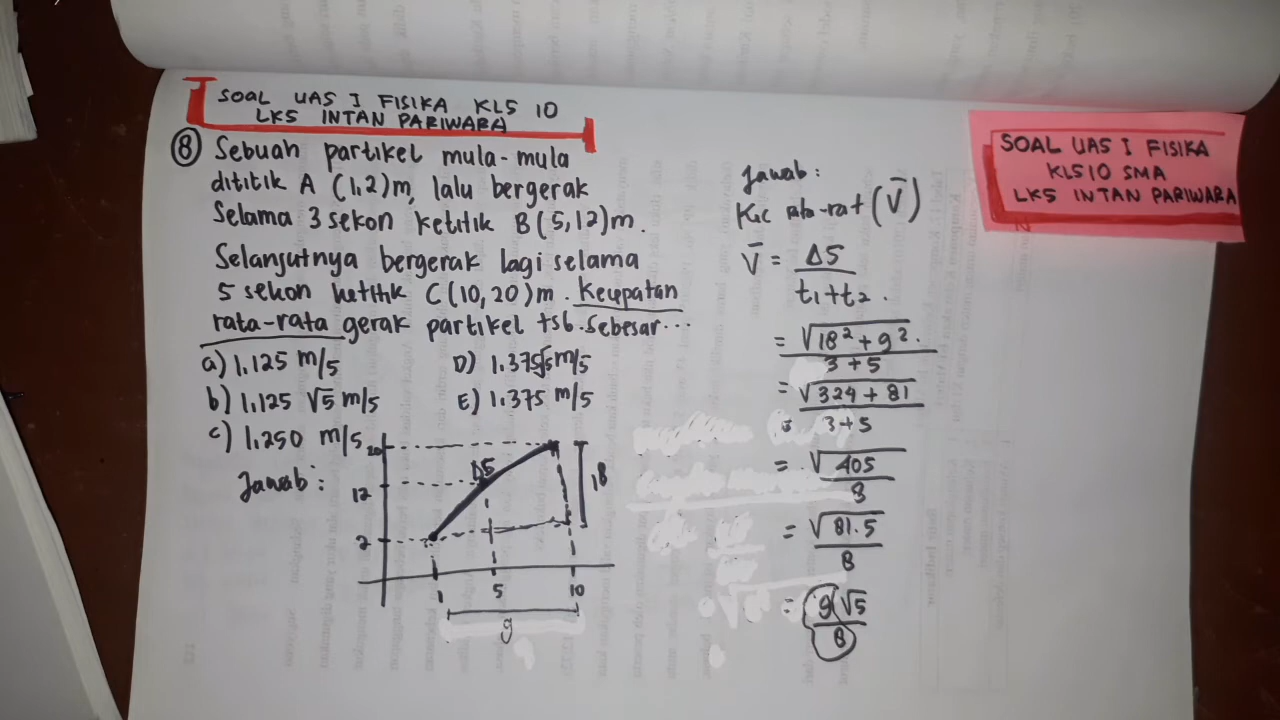 SOAL UAS I FISIKA KLS 10
LKS INTAN PARIWARA
SOAL UAS I FISIKA
KLS 10 SMA
LKS INTAN PARIWARA
8 Sebuah partikel mula-mula
dititik A (1,2)m, lalu bergerak
Selama 3 sekon ketitik B(5,12)m.
Selanjutnya bergerak lagi selama
5 sekon ketitik C(10,20)m. Kecepatan
rata-rata gerak partikel tsb. Sebesar...
a) 1.125 m/s D) 1.375√5 m/s
b) 1.125 √5 m/s E) 1.375 m/s
c) 1.250 m/s
Jawab:
20
12
2
ΔS
18
1 5 10
9
Jawab:
Kec rata-rat (V̄)
V̄ = ΔS
t₁+t₂.
= √18² + 9².
3+5
= √324 + 81
3+5
= √405
8
= √81.5
8
= 9√5
8